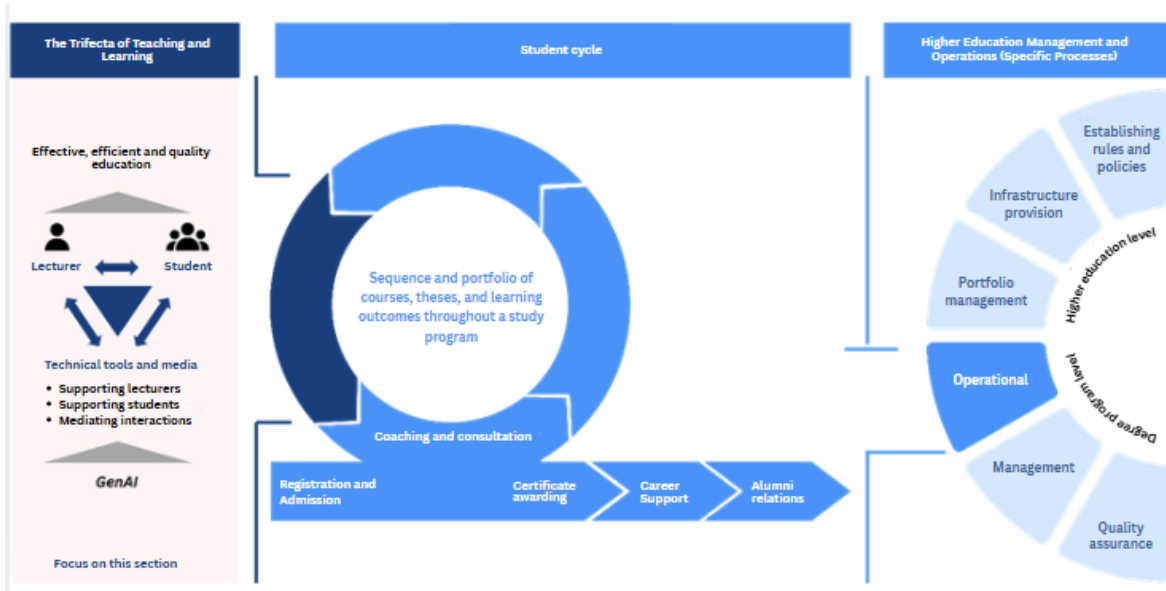 The Trifecta of Teaching and
Learning
Effective, efficient and quality
education
Lecturer
Student
Technical tools and media
• Supporting lecturers
• Supporting students
• Mediating interactions
GenAI
Focus on this section
Student cycle
Sequence and portfolio of
courses, theses, and learning
outcomes throughout a study
program
Coaching and consultation
Registration and
Admission
Certificate
awarding
Career
Support
Alumni
relations
Higher Education Management and
Operations (Specific Processes)
Establishing
rules and
policies
Infrastructure
provision
Portfolio
management
Operational
Management
Quality
assurance
Higher education level
Degree program level